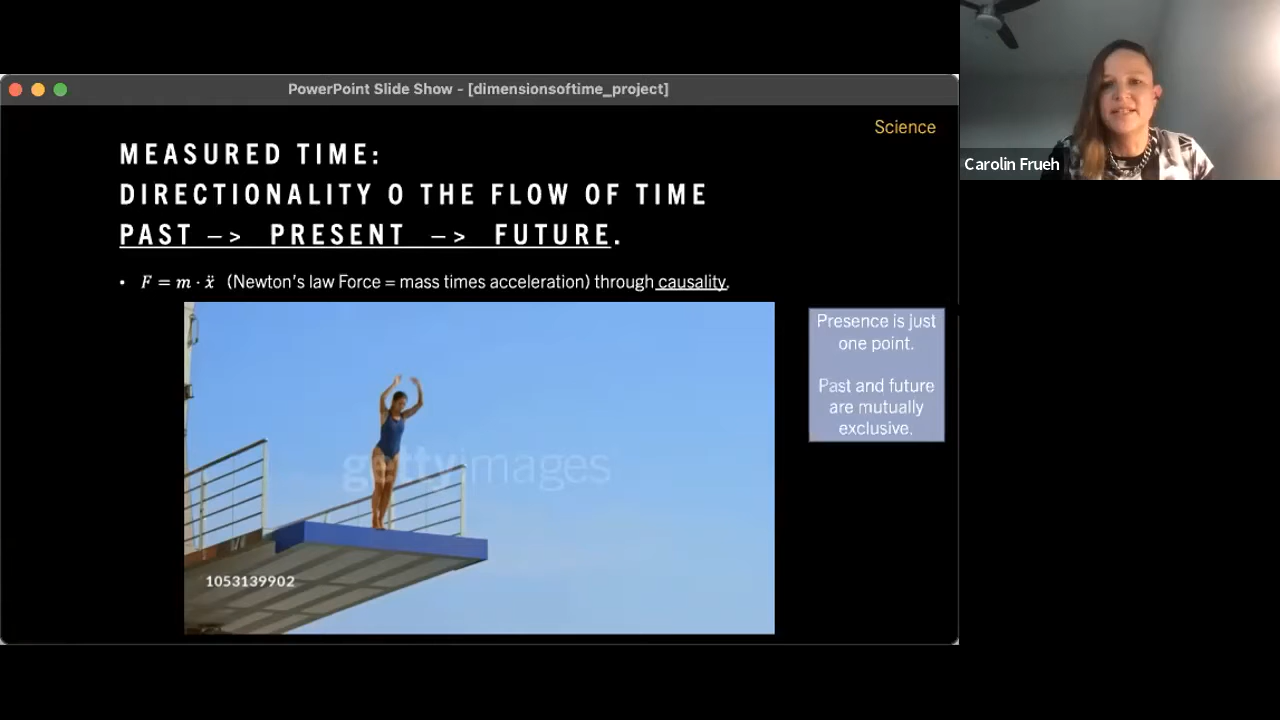 PowerPoint Slide Show - [dimensionsoftime_project]
Science
MEASURED TIME:
DIRECTIONALITY O THE FLOW OF TIME
PAST –> PRESENT –> FUTURE.
• F = m · ẍ (Newton's law Force = mass times acceleration) through causality.
Presence is just
one point.
Past and future
are mutually
exclusive.
gettyimages
1053139902
Carolin Frueh